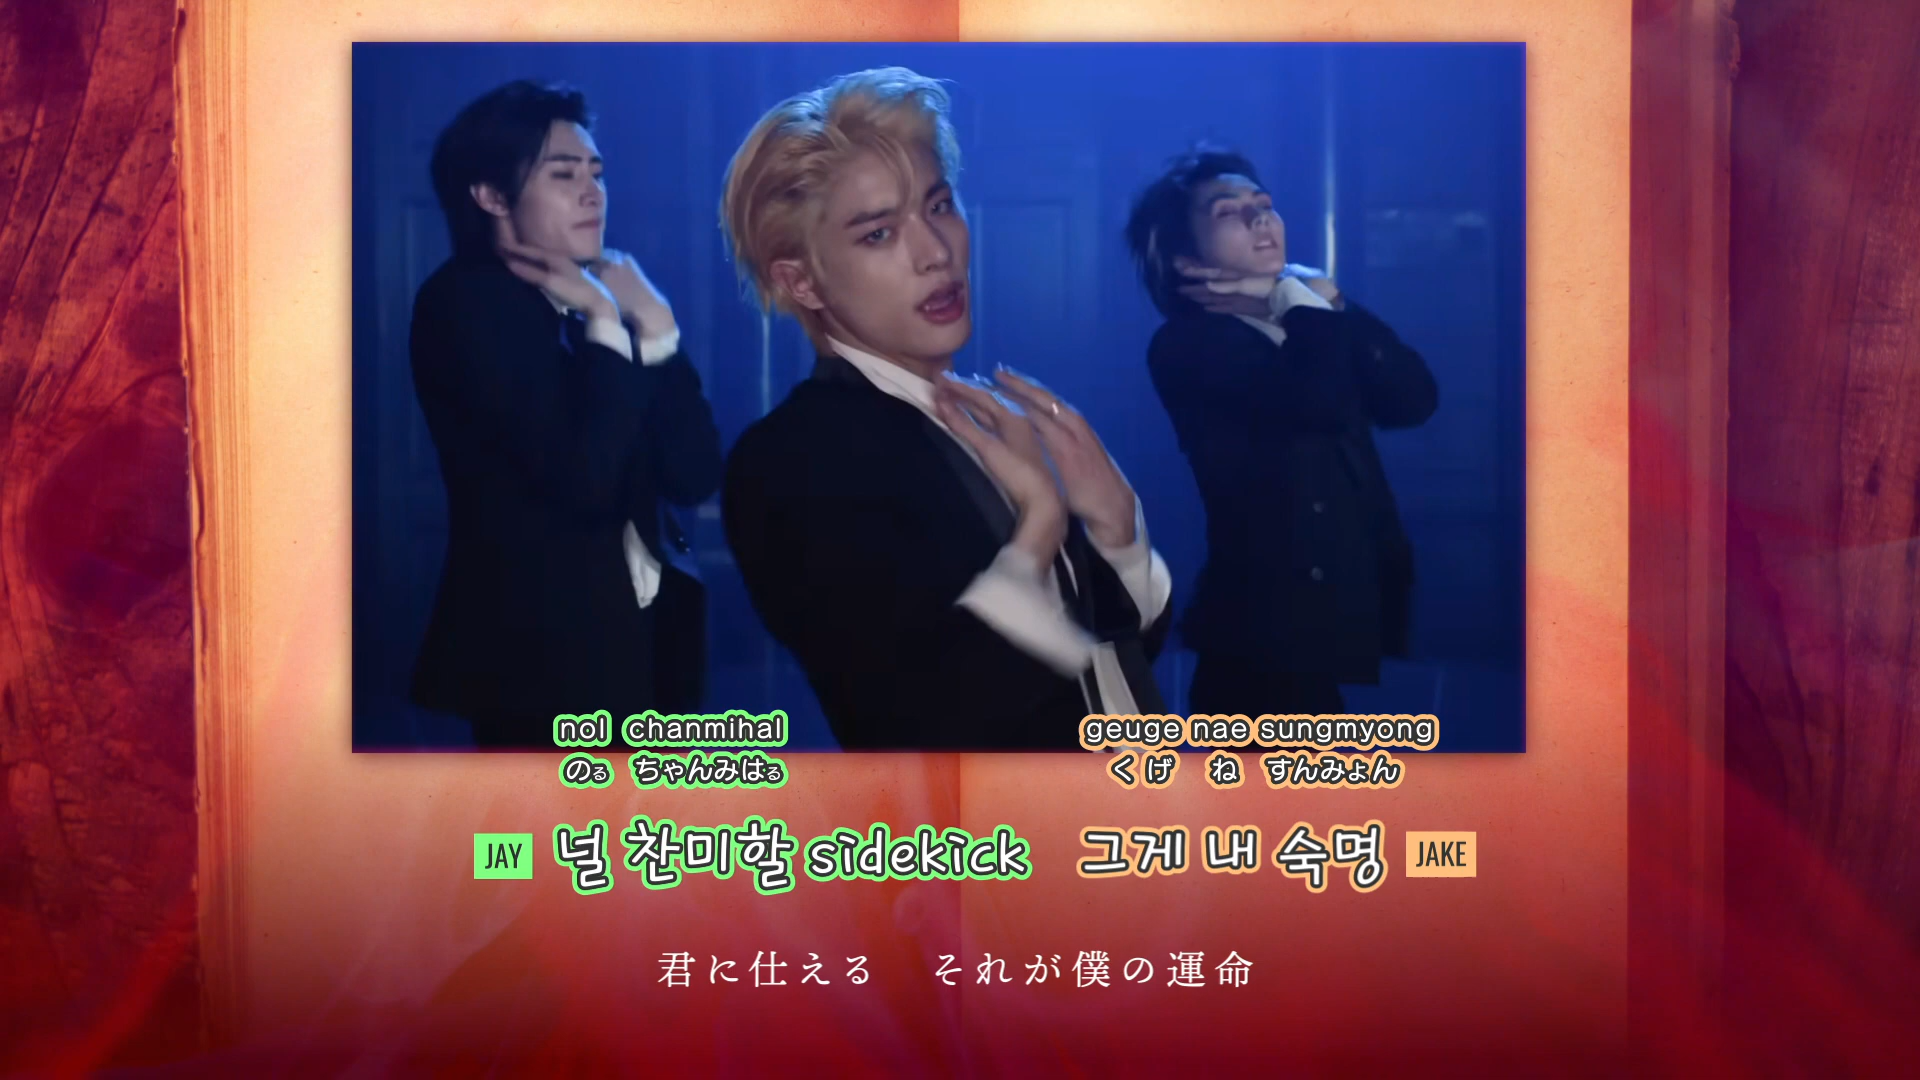 nol chanmihal geuge nae sungmyong
のる ちゃんみはる くげ ね すんみょん
JAY 널 찬미할 sidekick 그게 내 숙명 JAKE
君に仕える それが僕の運命